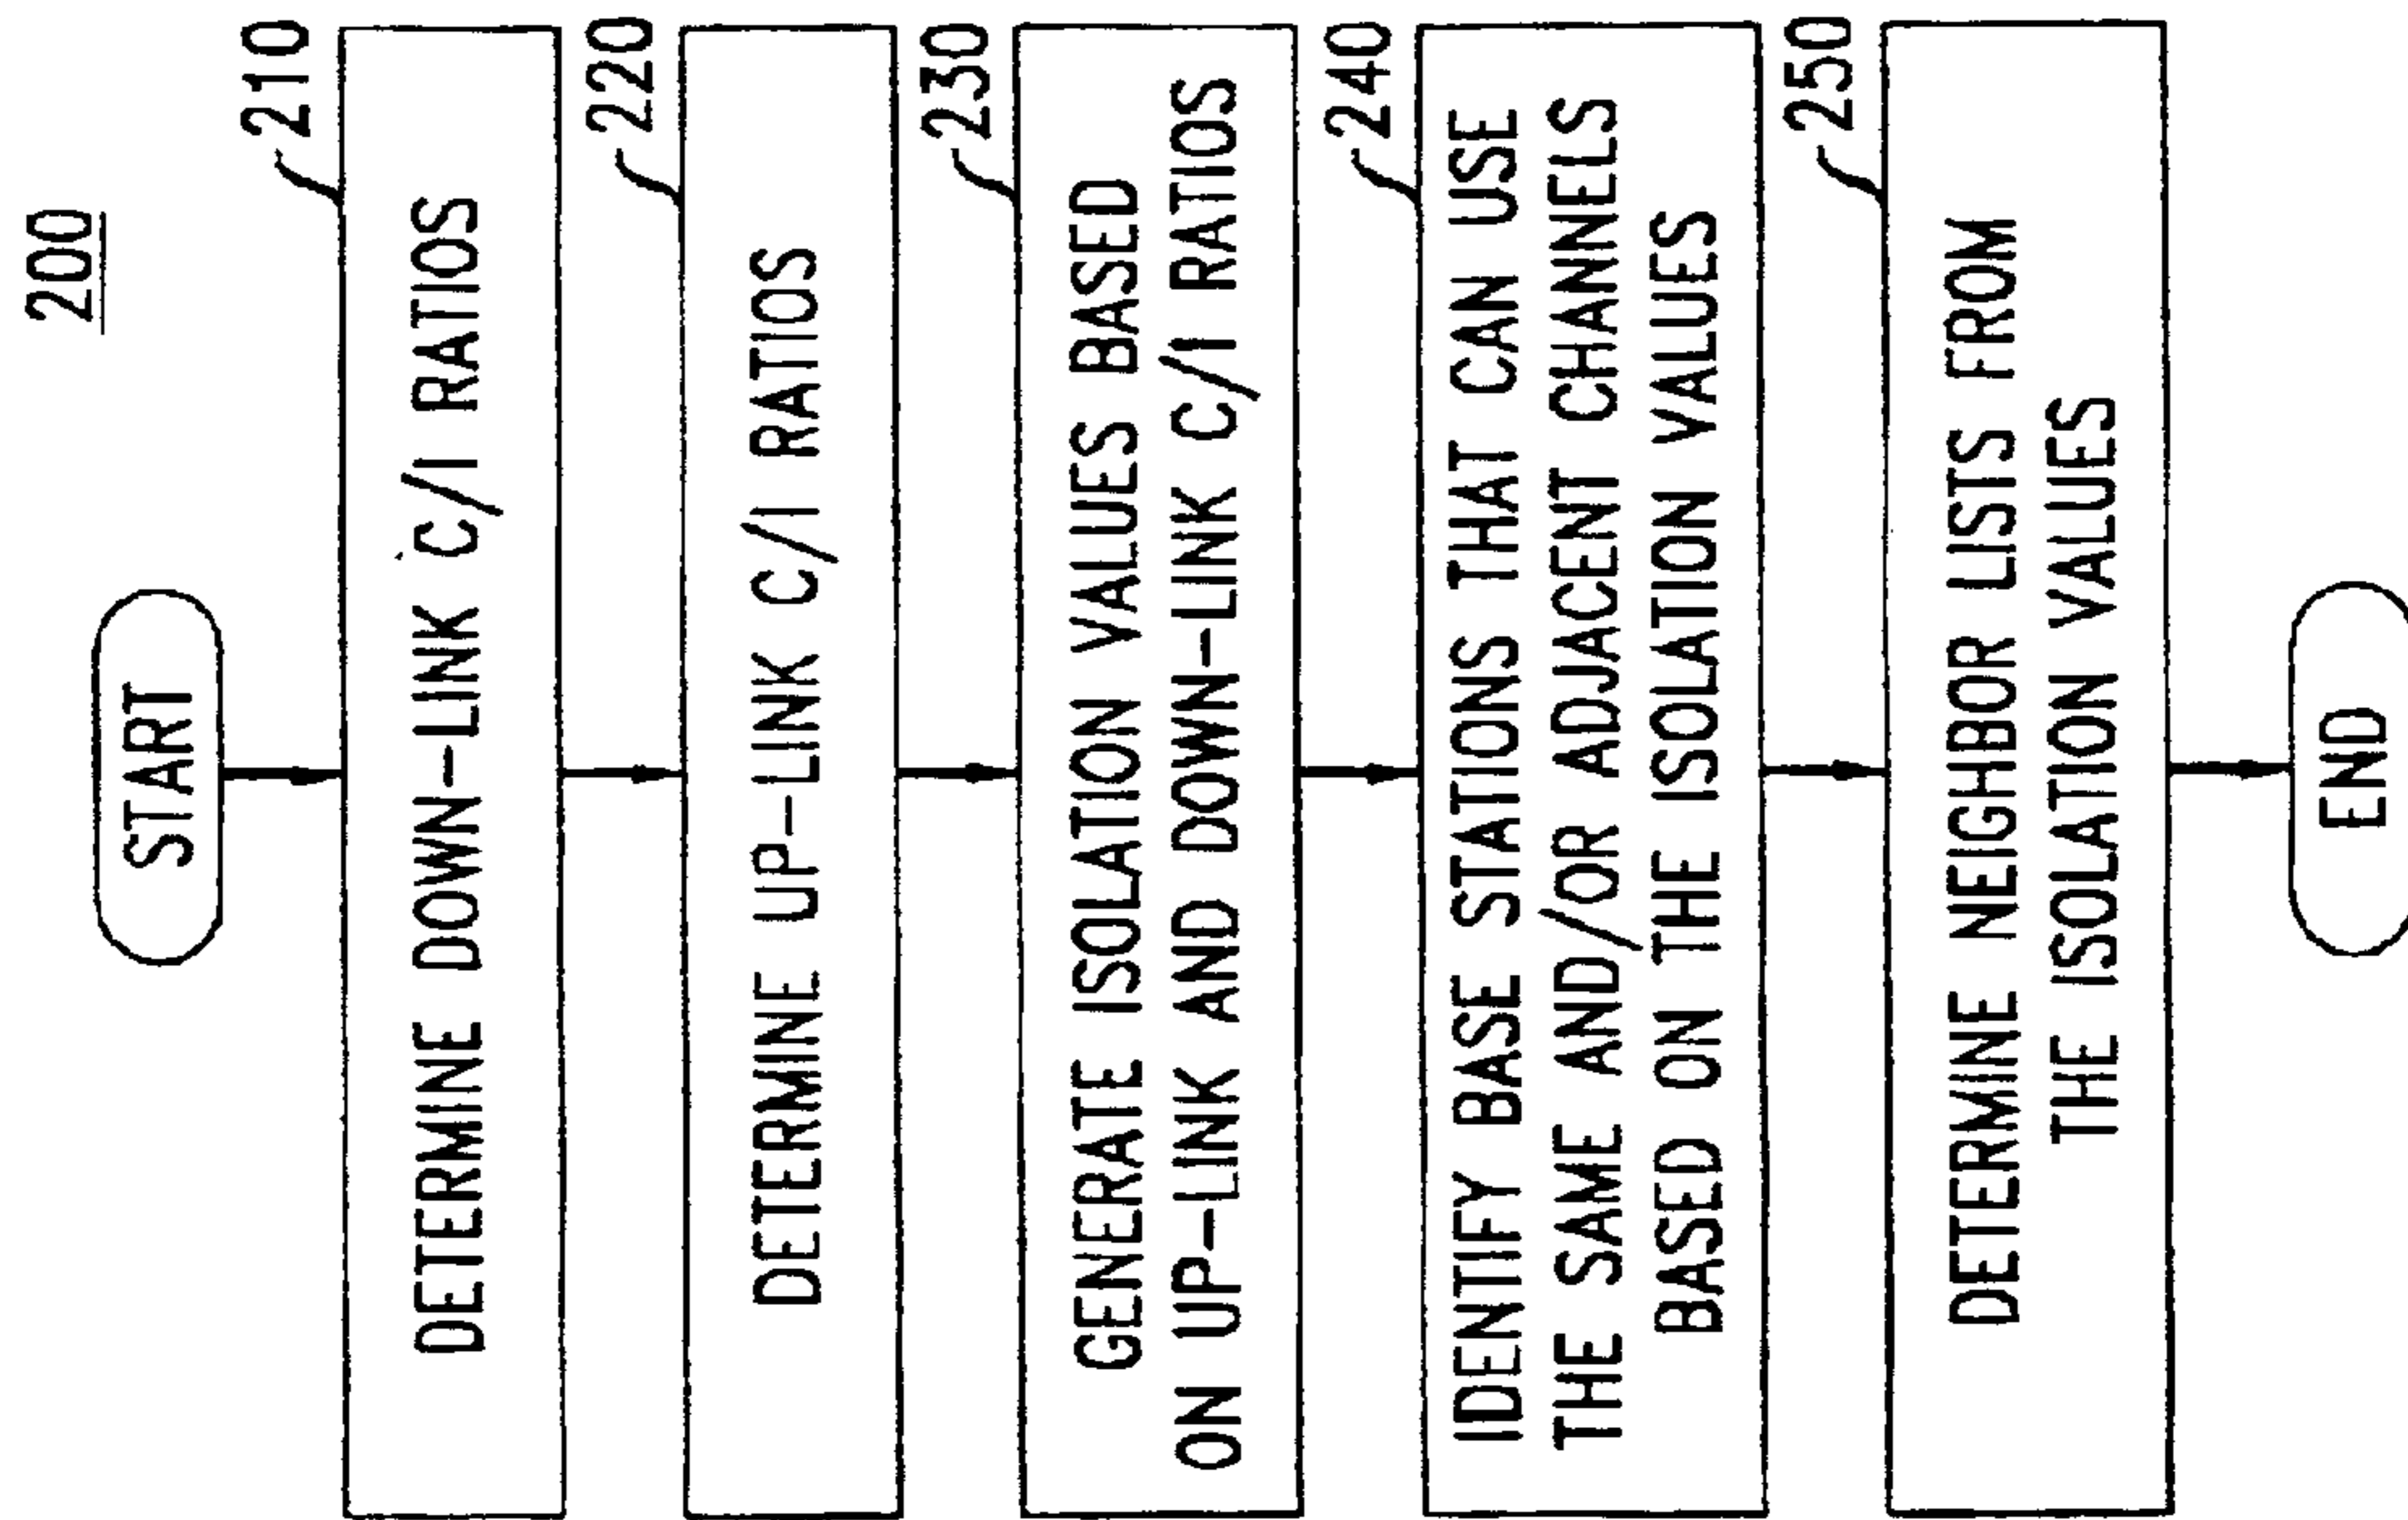 200
START
210
DETERMINE DOWN-LINK C/I RATIOS
220
DETERMINE UP-LINK C/I RATIOS
230
GENERATE ISOLATION VALUES BASED
ON UP-LINK AND DOWN-LINK C/I RATIOS
240
IDENTIFY BASE STATIONS THAT CAN USE
THE SAME AND/OR ADJACENT CHANNELS
BASED ON THE ISOLATION VALUES
250
DETERMINE NEIGHBOR LISTS FROM
THE ISOLATION VALUES
END